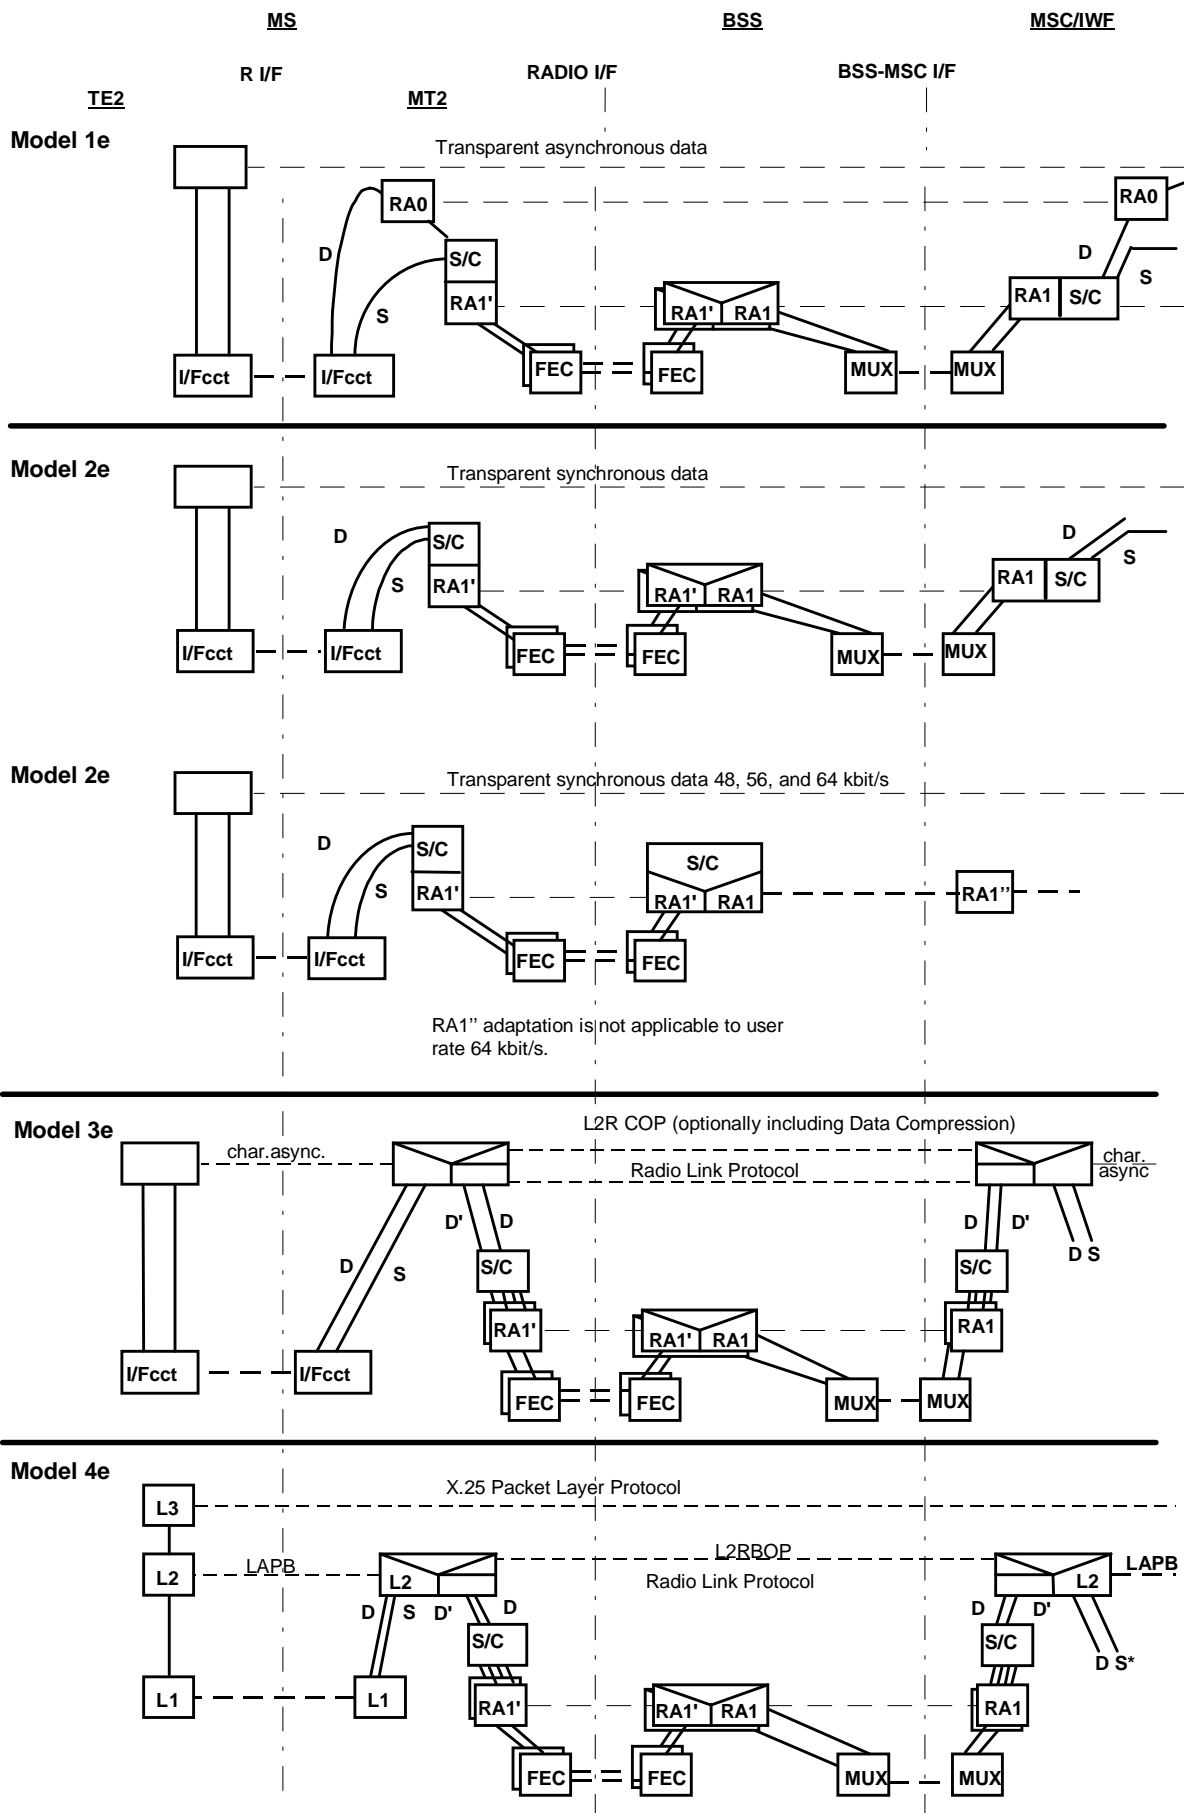 MS BSS MSC/IWF
R I/F RADIO I/F BSS-MSC I/F
TE2 MT2
Model 1e
Transparent asynchronous data
RA0 RA0
D S/C D
S
RA1' RA1' RA1 RA1 S/C
S
I/Fcct I/Fcct FEC FEC MUX MUX
Model 2e
Transparent synchronous data
D S/C D
S
S RA1' RA1' RA1 RA1 S/C
I/Fcct I/Fcct FEC FEC MUX MUX
Model 2e
Transparent synchronous data 48, 56, and 64 kbit/s
D S/C S/C
S RA1' RA1' RA1 RA1''
I/Fcct I/Fcct FEC FEC
RA1'' adaptation is not applicable to user
rate 64 kbit/s.
Model 3e
L2R COP (optionally including Data Compression)
char.async. char.
Radio Link Protocol async
D' D D D'
D S S/C S/C D S
RA1' RA1' RA1 RA1
I/Fcct I/Fcct FEC FEC MUX MUX
Model 4e
X.25 Packet Layer Protocol
L3
L2RBOP
L2 LAPB L2 Radio Link Protocol L2 LAPB
D S D' D D D'
S/C S/C D S*
L1 L1 RA1' RA1' RA1 RA1
FEC FEC MUX MUX